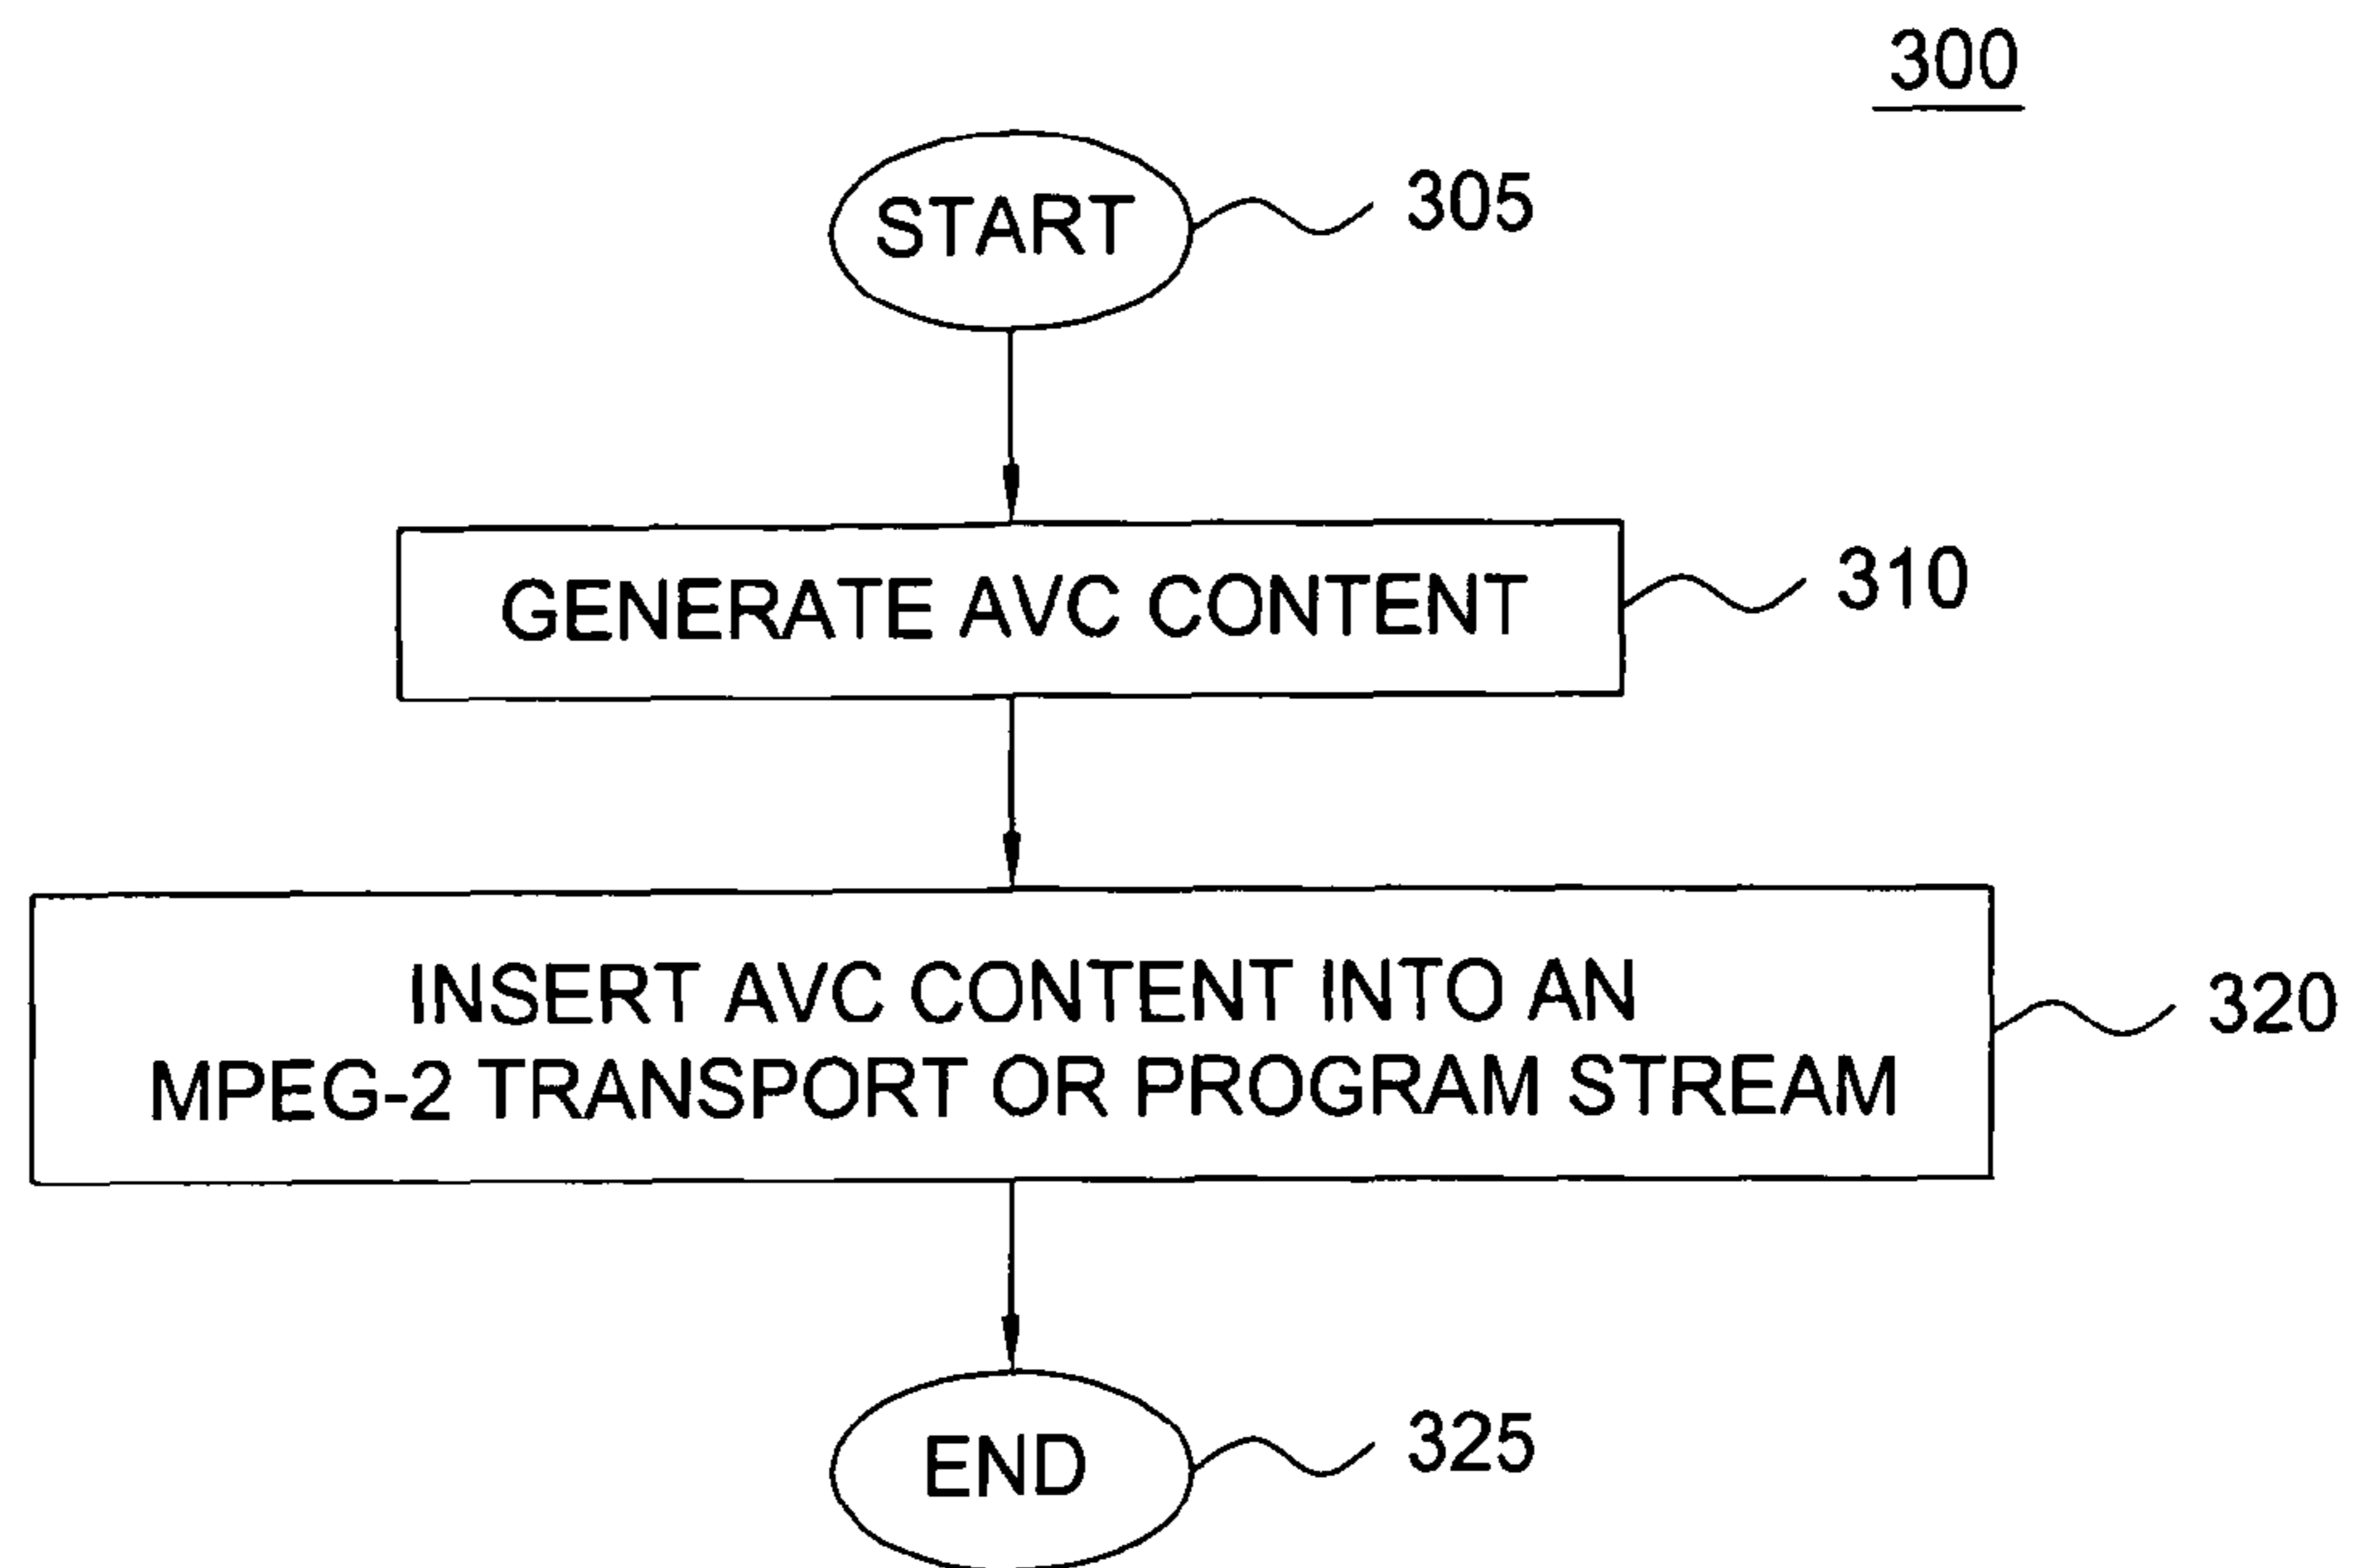 300
START
305
GENERATE AVC CONTENT
310
INSERT AVC CONTENT INTO AN
MPEG-2 TRANSPORT OR PROGRAM STREAM
320
END
325